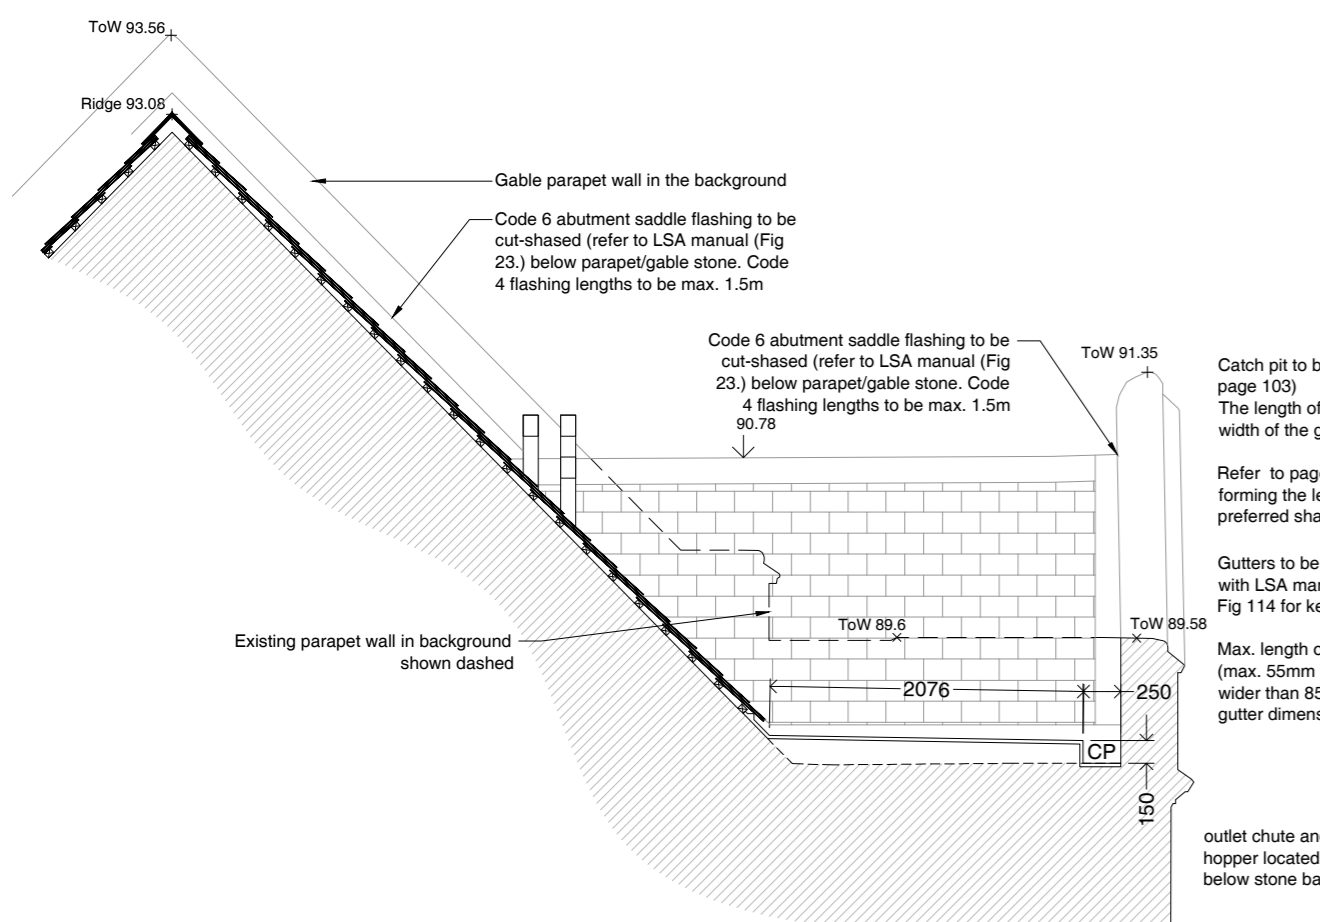 ToW 93.56
Ridge 93.08
Gable parapet wall in the background
Code 6 abutment saddle flashing to be
cut-shased (refer to LSA manual (Fig
23.) below parapet/gable stone. Code
4 flashing lengths to be max. 1.5m
Code 6 abutment saddle flashing to be
cut-shased (refer to LSA manual (Fig
23.) below parapet/gable stone. Code
4 flashing lengths to be max. 1.5m
90.78
ToW 91.35
Existing parapet wall in background
shown dashed
ToW 89.6
ToW 89.58
2076
250
CP
150
Catch pit to b
page 103)
The length of
width of the g
Refer to page
forming the le
preferred sha
Gutters to be
with LSA man
Fig 114 for ke
Max. length o
(max. 55mm
wider than 85
gutter dimens
outlet chute and
hopper located
below stone ba